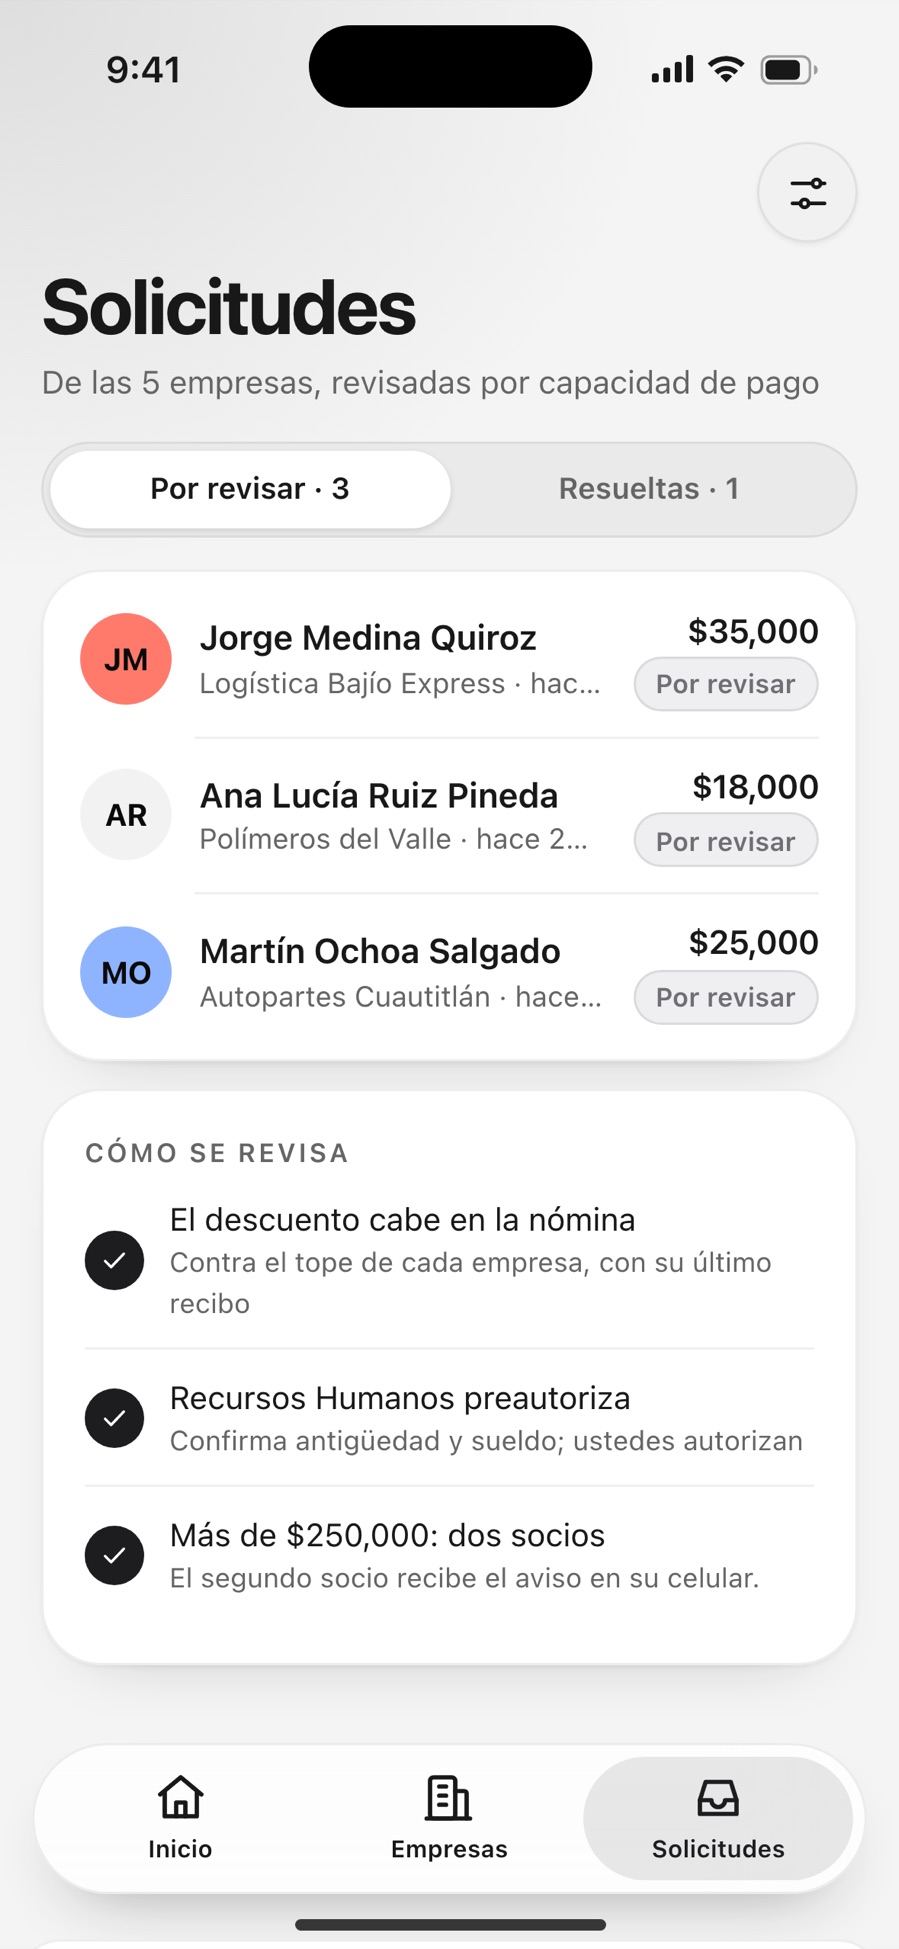 9:41
Solicitudes
De las 5 empresas, revisadas por capacidad de pago
Por revisar · 3
Resueltas · 1
JM
Jorge Medina Quiroz
$35,000
Logística Bajío Express · hac...
Por revisar
AR
Ana Lucía Ruiz Pineda
$18,000
Polímeros del Valle · hace 2...
Por revisar
MO
Martín Ochoa Salgado
$25,000
Autopartes Cuautitlán · hace...
Por revisar
CÓMO SE REVISA
El descuento cabe en la nómina
Contra el tope de cada empresa, con su último
recibo
Recursos Humanos preautoriza
Confirma antigüedad y sueldo; ustedes autorizan
Más de $250,000: dos socios
El segundo socio recibe el aviso en su celular.
Inicio
Empresas
Solicitudes